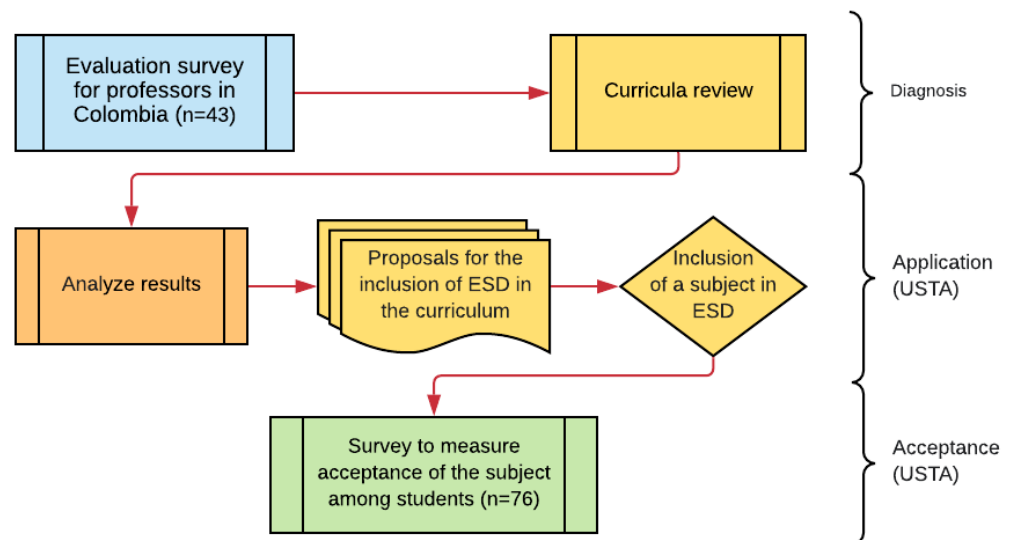 Evaluation survey
for professors in
Colombia (n=43)
Curricula review
Diagnosis
Analyze results
Proposals for the
inclusion of ESD in
the curriculum
Inclusion
of a subject in
ESD
Application
(USTA)
Survey to measure
acceptance of the subject
among students (n=76)
Acceptance
(USTA)